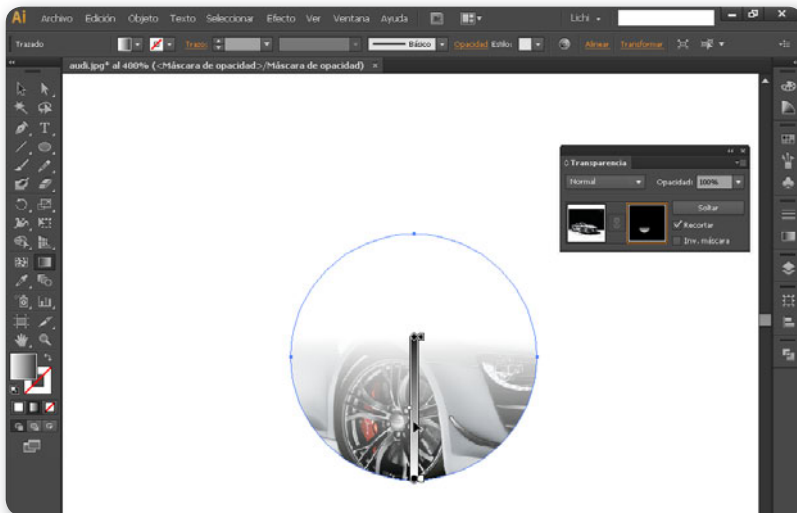 Ai Archivo Edición Objeto Texto Seleccionar Efecto Ver Ventana Ayuda Br Lichi
Trazado Trazo: Básico Opacidad Estilo: Alinear Transformar
audi.jpg* al 400% (<Máscara de opacidad>/Máscara de opacidad) ×
Transparencia
Normal Opacidad: 100%
Soltar
Recortar
Inv. máscara